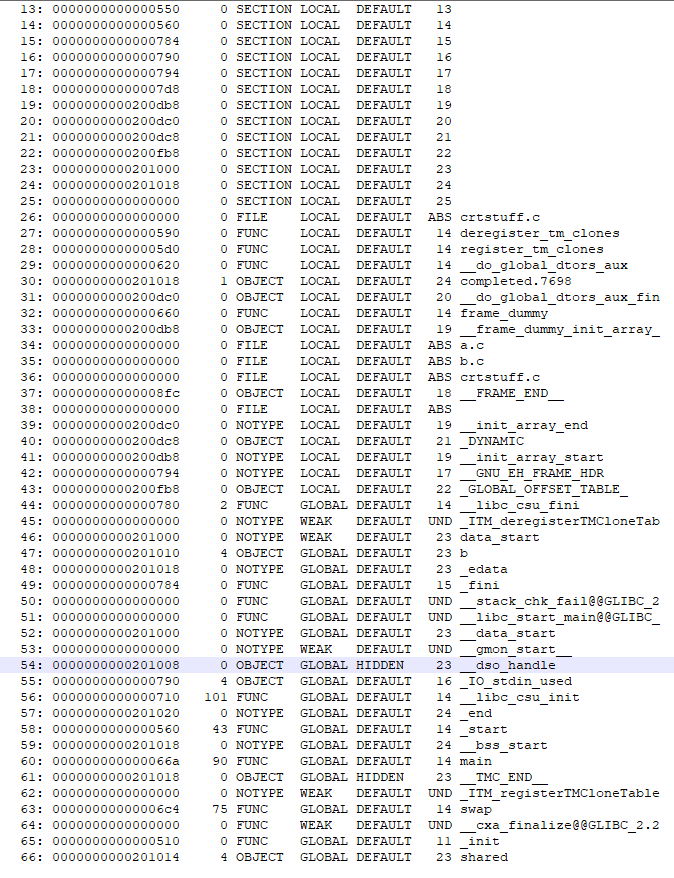 13: 0000000000000550 0 SECTION LOCAL DEFAULT 13
14: 0000000000000560 0 SECTION LOCAL DEFAULT 14
15: 0000000000000784 0 SECTION LOCAL DEFAULT 15
16: 0000000000000790 0 SECTION LOCAL DEFAULT 16
17: 0000000000000794 0 SECTION LOCAL DEFAULT 17
18: 00000000000007d8 0 SECTION LOCAL DEFAULT 18
19: 0000000000200db8 0 SECTION LOCAL DEFAULT 19
20: 0000000000200dc0 0 SECTION LOCAL DEFAULT 20
21: 0000000000200dc8 0 SECTION LOCAL DEFAULT 21
22: 0000000000200fb8 0 SECTION LOCAL DEFAULT 22
23: 0000000000201000 0 SECTION LOCAL DEFAULT 23
24: 0000000000201018 0 SECTION LOCAL DEFAULT 24
25: 0000000000000000 0 SECTION LOCAL DEFAULT 25
26: 0000000000000000 0 FILE LOCAL DEFAULT ABS crtstuff.c
27: 0000000000000590 0 FUNC LOCAL DEFAULT 14 deregister_tm_clones
28: 00000000000005d0 0 FUNC LOCAL DEFAULT 14 register_tm_clones
29: 0000000000000620 0 FUNC LOCAL DEFAULT 14 __do_global_dtors_aux
30: 0000000000201018 1 OBJECT LOCAL DEFAULT 24 completed.7698
31: 0000000000200dc0 0 OBJECT LOCAL DEFAULT 20 __do_global_dtors_aux_fin
32: 0000000000000660 0 FUNC LOCAL DEFAULT 14 frame_dummy
33: 0000000000200db8 0 OBJECT LOCAL DEFAULT 19 __frame_dummy_init_array_
34: 0000000000000000 0 FILE LOCAL DEFAULT ABS a.c
35: 0000000000000000 0 FILE LOCAL DEFAULT ABS b.c
36: 0000000000000000 0 FILE LOCAL DEFAULT ABS crtstuff.c
37: 00000000000008fc 0 OBJECT LOCAL DEFAULT 18 __FRAME_END__
38: 0000000000000000 0 FILE LOCAL DEFAULT ABS
39: 0000000000200dc0 0 NOTYPE LOCAL DEFAULT 19 __init_array_end
40: 0000000000200dc8 0 OBJECT LOCAL DEFAULT 21 _DYNAMIC
41: 0000000000200db8 0 NOTYPE LOCAL DEFAULT 19 __init_array_start
42: 0000000000000794 0 NOTYPE LOCAL DEFAULT 17 __GNU_EH_FRAME_HDR
43: 0000000000200fb8 0 OBJECT LOCAL DEFAULT 22 _GLOBAL_OFFSET_TABLE_
44: 0000000000000780 2 FUNC GLOBAL DEFAULT 14 __libc_csu_fini
45: 0000000000000000 0 NOTYPE WEAK DEFAULT UND _ITM_deregisterTMCloneTab
46: 0000000000201000 0 NOTYPE WEAK DEFAULT 23 data_start
47: 0000000000201010 4 OBJECT GLOBAL DEFAULT 23 b
48: 0000000000201018 0 NOTYPE GLOBAL DEFAULT 23 _edata
49: 0000000000000784 0 FUNC GLOBAL DEFAULT 15 _fini
50: 0000000000000000 0 FUNC GLOBAL DEFAULT UND __stack_chk_fail@@GLIBC_2
51: 0000000000000000 0 FUNC GLOBAL DEFAULT UND __libc_start_main@@GLIBC_
52: 0000000000201000 0 NOTYPE GLOBAL DEFAULT 23 __data_start
53: 0000000000000000 0 NOTYPE WEAK DEFAULT UND __gmon_start__
54: 0000000000201008 0 OBJECT GLOBAL HIDDEN 23 __dso_handle
55: 0000000000000790 4 OBJECT GLOBAL DEFAULT 16 _IO_stdin_used
56: 0000000000000710 101 FUNC GLOBAL DEFAULT 14 __libc_csu_init
57: 0000000000201020 0 NOTYPE GLOBAL DEFAULT 24 _end
58: 0000000000000560 43 FUNC GLOBAL DEFAULT 14 _start
59: 0000000000201018 0 NOTYPE GLOBAL DEFAULT 24 __bss_start
60: 000000000000066a 90 FUNC GLOBAL DEFAULT 14 main
61: 0000000000201018 0 OBJECT GLOBAL HIDDEN 23 __TMC_END__
62: 0000000000000000 0 NOTYPE WEAK DEFAULT UND _ITM_registerTMCloneTable
63: 00000000000006c4 75 FUNC GLOBAL DEFAULT 14 swap
64: 0000000000000000 0 FUNC WEAK DEFAULT UND __cxa_finalize@@GLIBC_2.2
65: 0000000000000510 0 FUNC GLOBAL DEFAULT 11 _init
66: 0000000000201014 4 OBJECT GLOBAL DEFAULT 23 shared